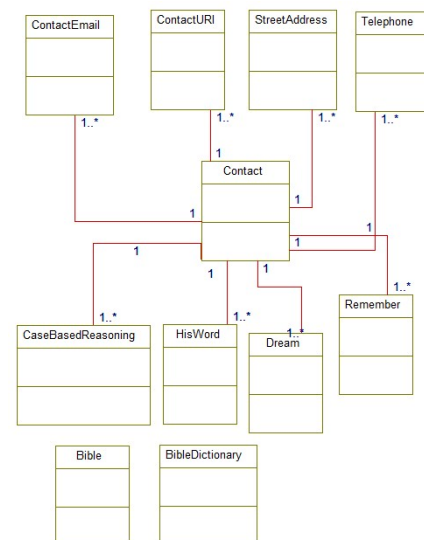 ContactEmail
ContactURI
StreetAddress
Telephone
1..*
1..*
1..*
1..*
1
Contact
1
1
1
1
1
1
1
1..*
1..*
1..*
1..*
CaseBasedReasoning
HisWord
Dream
Remember
Bible
BibleDictionary